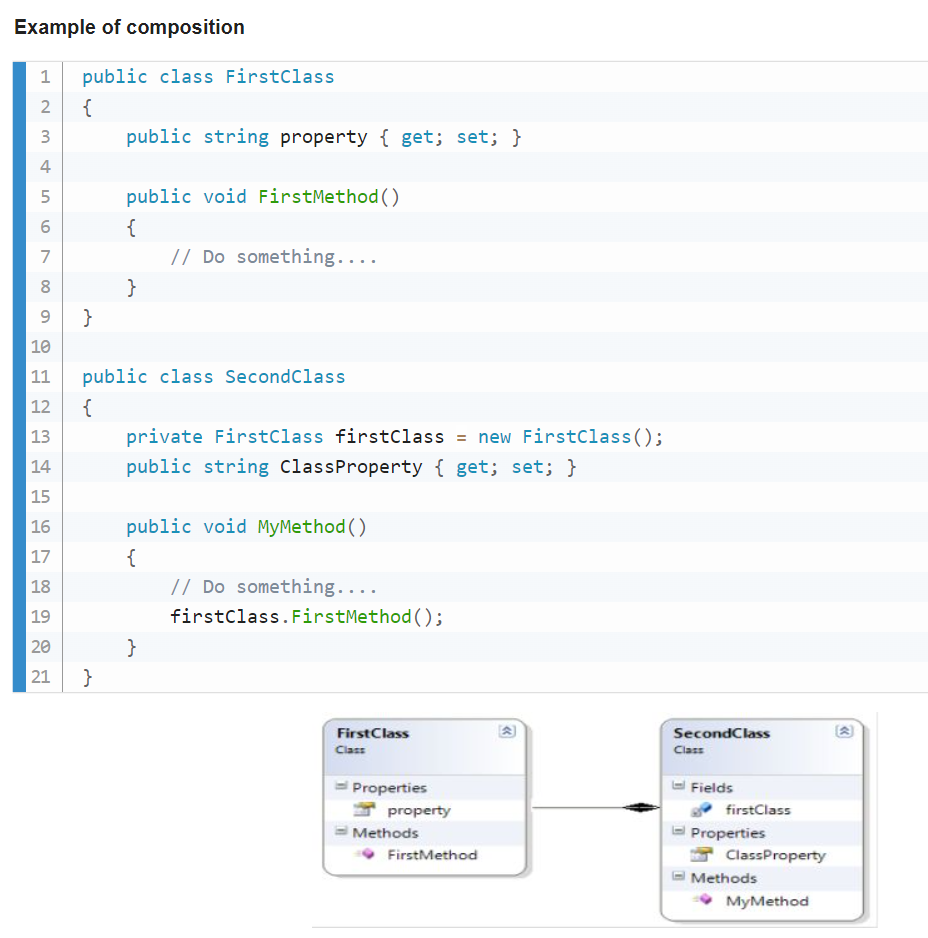 Example of composition
1 public class FirstClass
2 {
3 public string property { get; set; }
4
5 public void FirstMethod()
6 {
7 // Do something....
8 }
9 }
10
11 public class SecondClass
12 {
13 private FirstClass firstClass = new FirstClass();
14 public string ClassProperty { get; set; }
15
16 public void MyMethod()
17 {
18 // Do something....
19 firstClass.FirstMethod();
20 }
21 }
FirstClass
Class
Properties
property
Methods
FirstMethod
SecondClass
Class
Fields
firstClass
Properties
ClassProperty
Methods
MyMethod